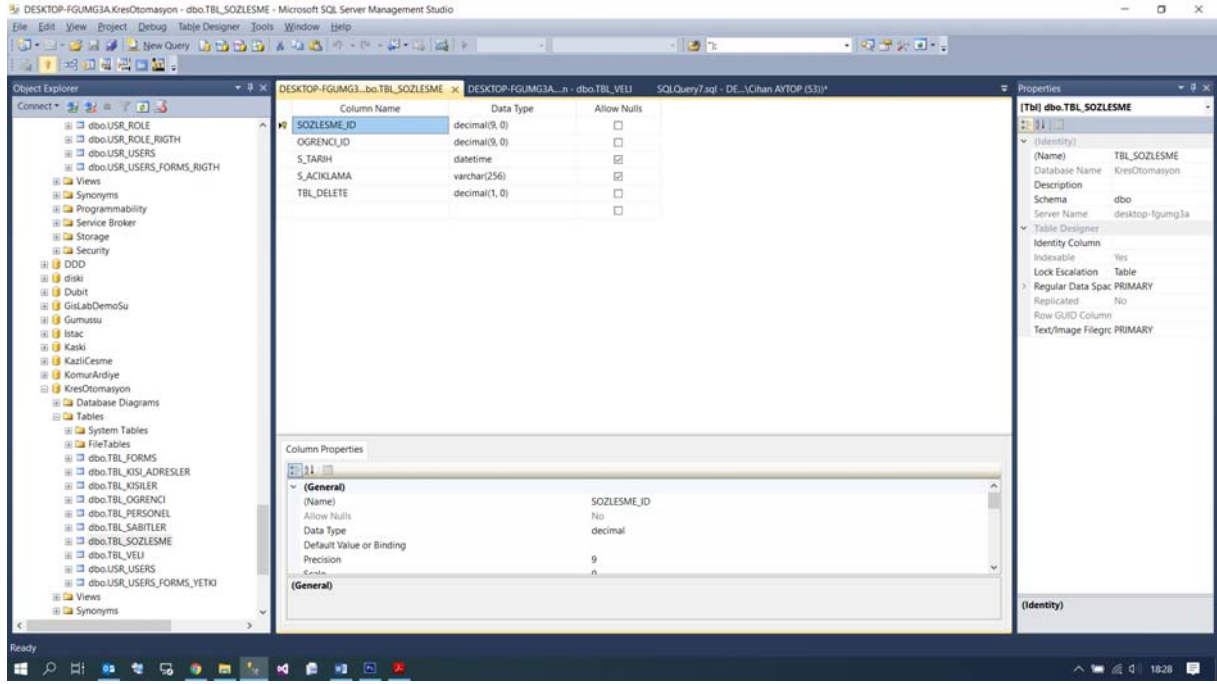 DESKTOP-FGUMG3A.KresOtomasyon - dbo.TBL_SOZLESME - Microsoft SQL Server Management Studio
File Edit View Project Debug Table Designer Tools Window Help
New Query
Object Explorer
Connect
dbo.USR_ROLE
dbo.USR_ROLE_RIGTH
dbo.USR_USERS
dbo.USR_USERS_FORMS_RIGTH
Views
Synonyms
Programmability
Service Broker
Storage
Security
DDD
diski
Dubit
GisLabDemoSu
Gumussu
Istac
Kaski
KazliCesme
KomurArdiye
KresOtomasyon
Database Diagrams
Tables
System Tables
FileTables
dbo.TBL_FORMS
dbo.TBL_KISI_ADRESLER
dbo.TBL_KISILER
dbo.TBL_OGRENCI
dbo.TBL_PERSONEL
dbo.TBL_SABITLER
dbo.TBL_SOZLESME
dbo.TBL_VELI
dbo.USR_USERS
dbo.USR_USERS_FORMS_YETKI
Views
Synonyms
DESKTOP-FGUMG3...bo.TBL_SOZLESME DESKTOP-FGUMG3A....n - dbo.TBL_VELI SQLQuery7.sql - DE...\Cihan AYTOP (53))*
Column Name Data Type Allow Nulls
SOZLESME_ID decimal(9, 0)
OGRENCI_ID decimal(9, 0)
S_TARIH datetime
S_ACIKLAMA varchar(256)
TBL_DELETE decimal(1, 0)
Column Properties
(General)
(Name) SOZLESME_ID
Allow Nulls No
Data Type decimal
Default Value or Binding
Precision 9
Scale 0
(General)
Properties
[Tbl] dbo.TBL_SOZLESME
(Identity)
(Name) TBL_SOZLESME
Database Name KresOtomasyon
Description
Schema dbo
Server Name desktop-fgumg3a
Table Designer
Identity Column
Indexable Yes
Lock Escalation Table
Regular Data Spac PRIMARY
Replicated No
Row GUID Column
Text/Image Filegrc PRIMARY
(Identity)
Ready
18:28